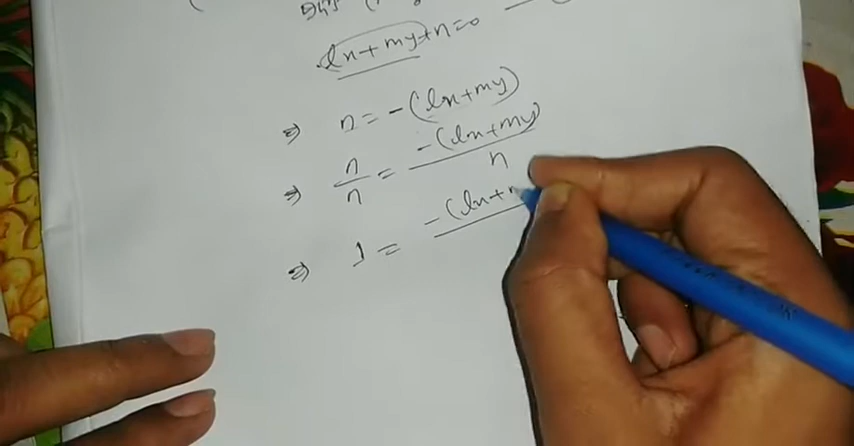 lx+my+n=0
⇒ n = -(lx+my)
⇒ n/n = -(lx+my)/n
⇒ 1 = -(lx+